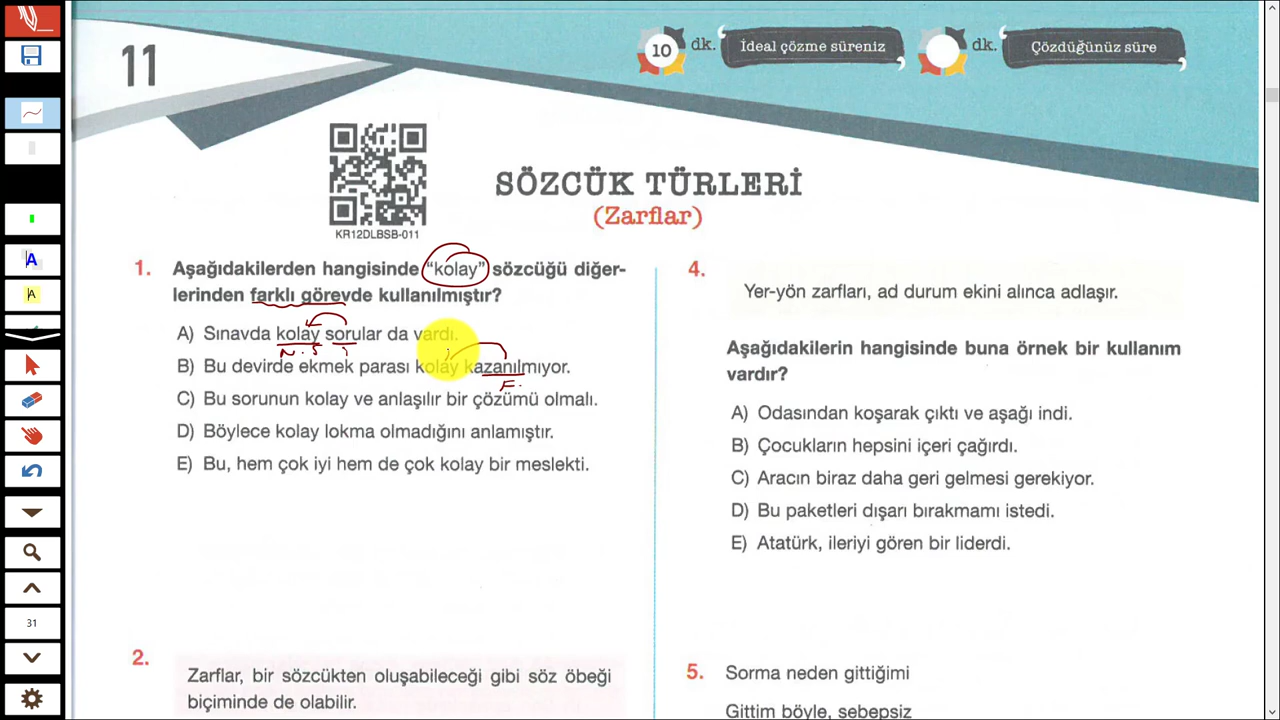 11
10 dk. İdeal çözme süreniz
dk. Çözdüğünüz süre
KR12DLBSB-011
SÖZCÜK TÜRLERİ
(Zarflar)
1. Aşağıdakilerden hangisinde “kolay” sözcüğü diğer-
lerinden farklı görevde kullanılmıştır?
A) Sınavda kolay sorular da vardı.
N.S İ
B) Bu devirde ekmek parası kolay kazanılmıyor.
F.
C) Bu sorunun kolay ve anlaşılır bir çözümü olmalı.
D) Böylece kolay lokma olmadığını anlamıştır.
E) Bu, hem çok iyi hem de çok kolay bir meslekti.
2.
Zarflar, bir sözcükten oluşabileceği gibi söz öbeği
biçiminde de olabilir.
4.
Yer-yön zarfları, ad durum ekini alınca adlaşır.
Aşağıdakilerin hangisinde buna örnek bir kullanım
vardır?
A) Odasından koşarak çıktı ve aşağı indi.
B) Çocukların hepsini içeri çağırdı.
C) Aracın biraz daha geri gelmesi gerekiyor.
D) Bu paketleri dışarı bırakmamı istedi.
E) Atatürk, ileriyi gören bir liderdi.
5. Sorma neden gittiğimi
Gittim böyle, sebepsiz
A
A
31